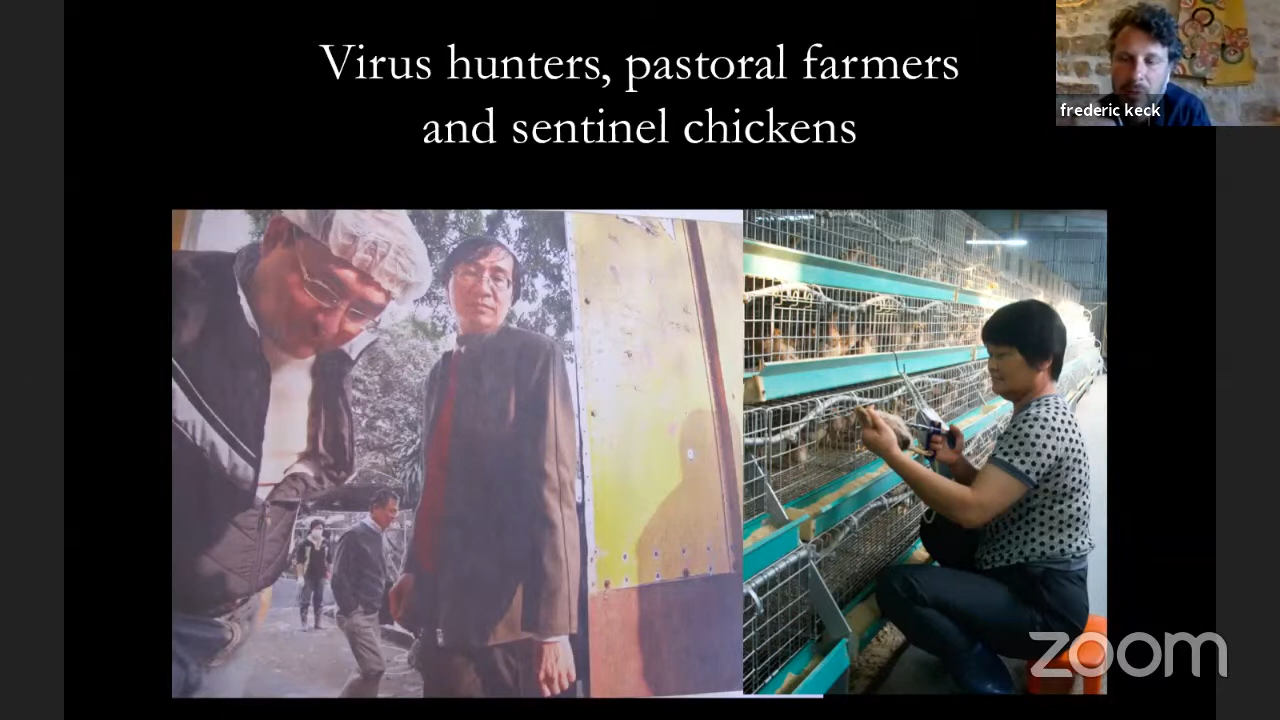 Virus hunters, pastoral farmers
and sentinel chickens
frederic keck
zoom